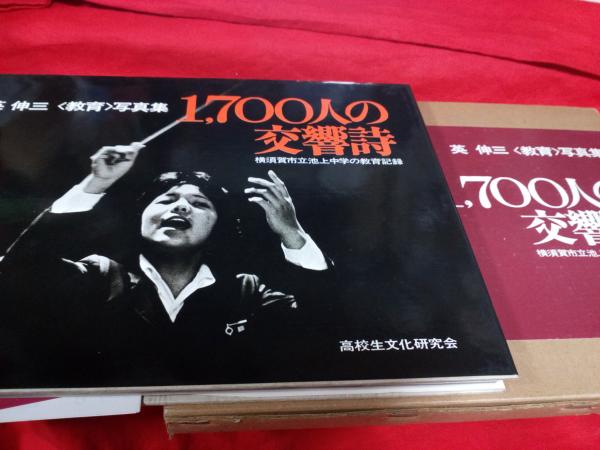 英 伸三 〈教育〉写真集
1,700人の
交響詩
横須賀市立池上中学の教育記録
高校生文化研究会
英 伸三 〈教育〉写真集
1,700人の
交響詩
横須賀市立池上